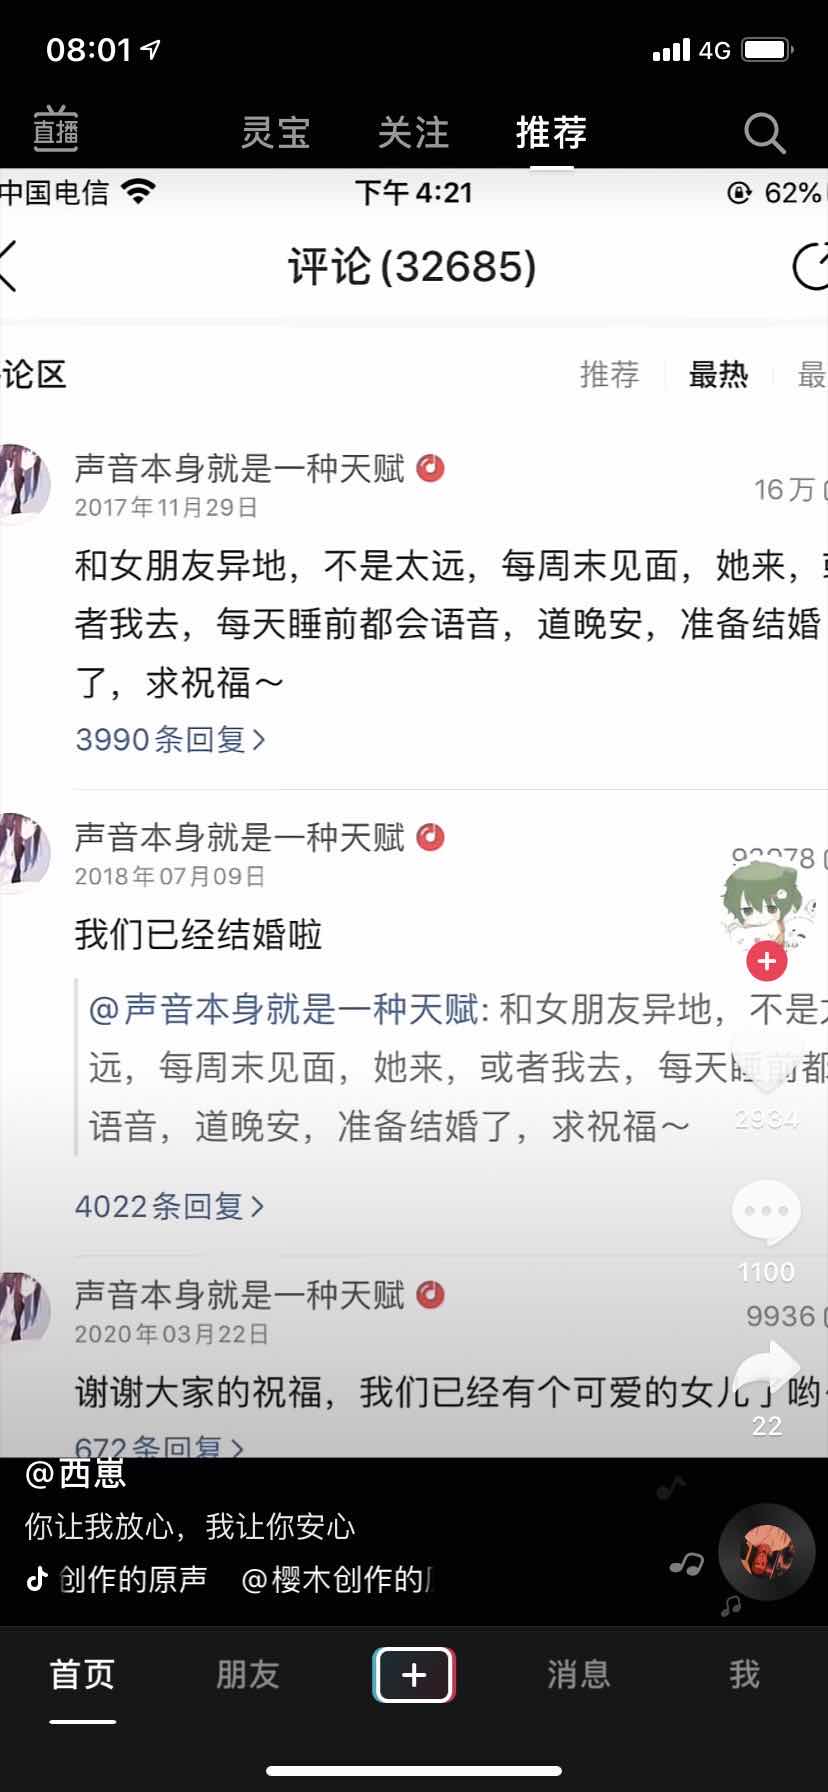 08:01
4G
直播
灵宝
关注
推荐
中国电信
下午4:21
62%
评论(32685)
论区
推荐
最热
最
声音本身就是一种天赋
16万
2017年11月29日
和女朋友异地，不是太远，每周末见面，她来，或
者我去，每天睡前都会语音，道晚安，准备结婚
了，求祝福～
3990条回复>
声音本身就是一种天赋
2018年07月09日
我们已经结婚啦
@声音本身就是一种天赋: 和女朋友异地，不是太
远，每周末见面，她来，或者我去，每天睡前都
语音，道晚安，准备结婚了，求祝福～
2934
4022条回复>
1100
声音本身就是一种天赋
9936
2020年03月22日
谢谢大家的祝福，我们已经有个可爱的女儿了哟
22
672条回复>
@西崽
你让我放心，我让你安心
创作的原声 @樱木创作的
首页
朋友
消息
我